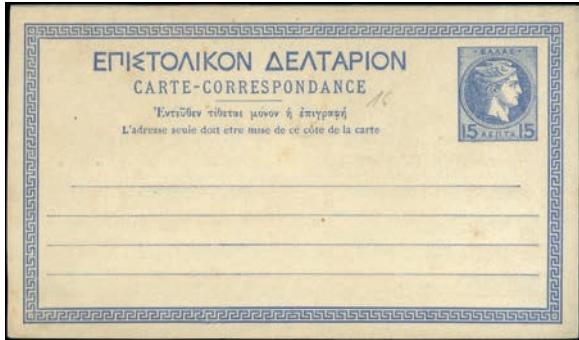 ΕΠΙΣΤΟΛΙΚΟΝ ΔΕΛΤΑΡΙΟΝ
CARTE-CORRESPONDANCE
Ἐντεῦθεν τίθεται μόνον ἡ ἐπιγραφή
L'adresse seule doit etre mise de ce côte de la carte
16
ΕΛΛΑΣ
15 ΛΕΠΤΑ 15